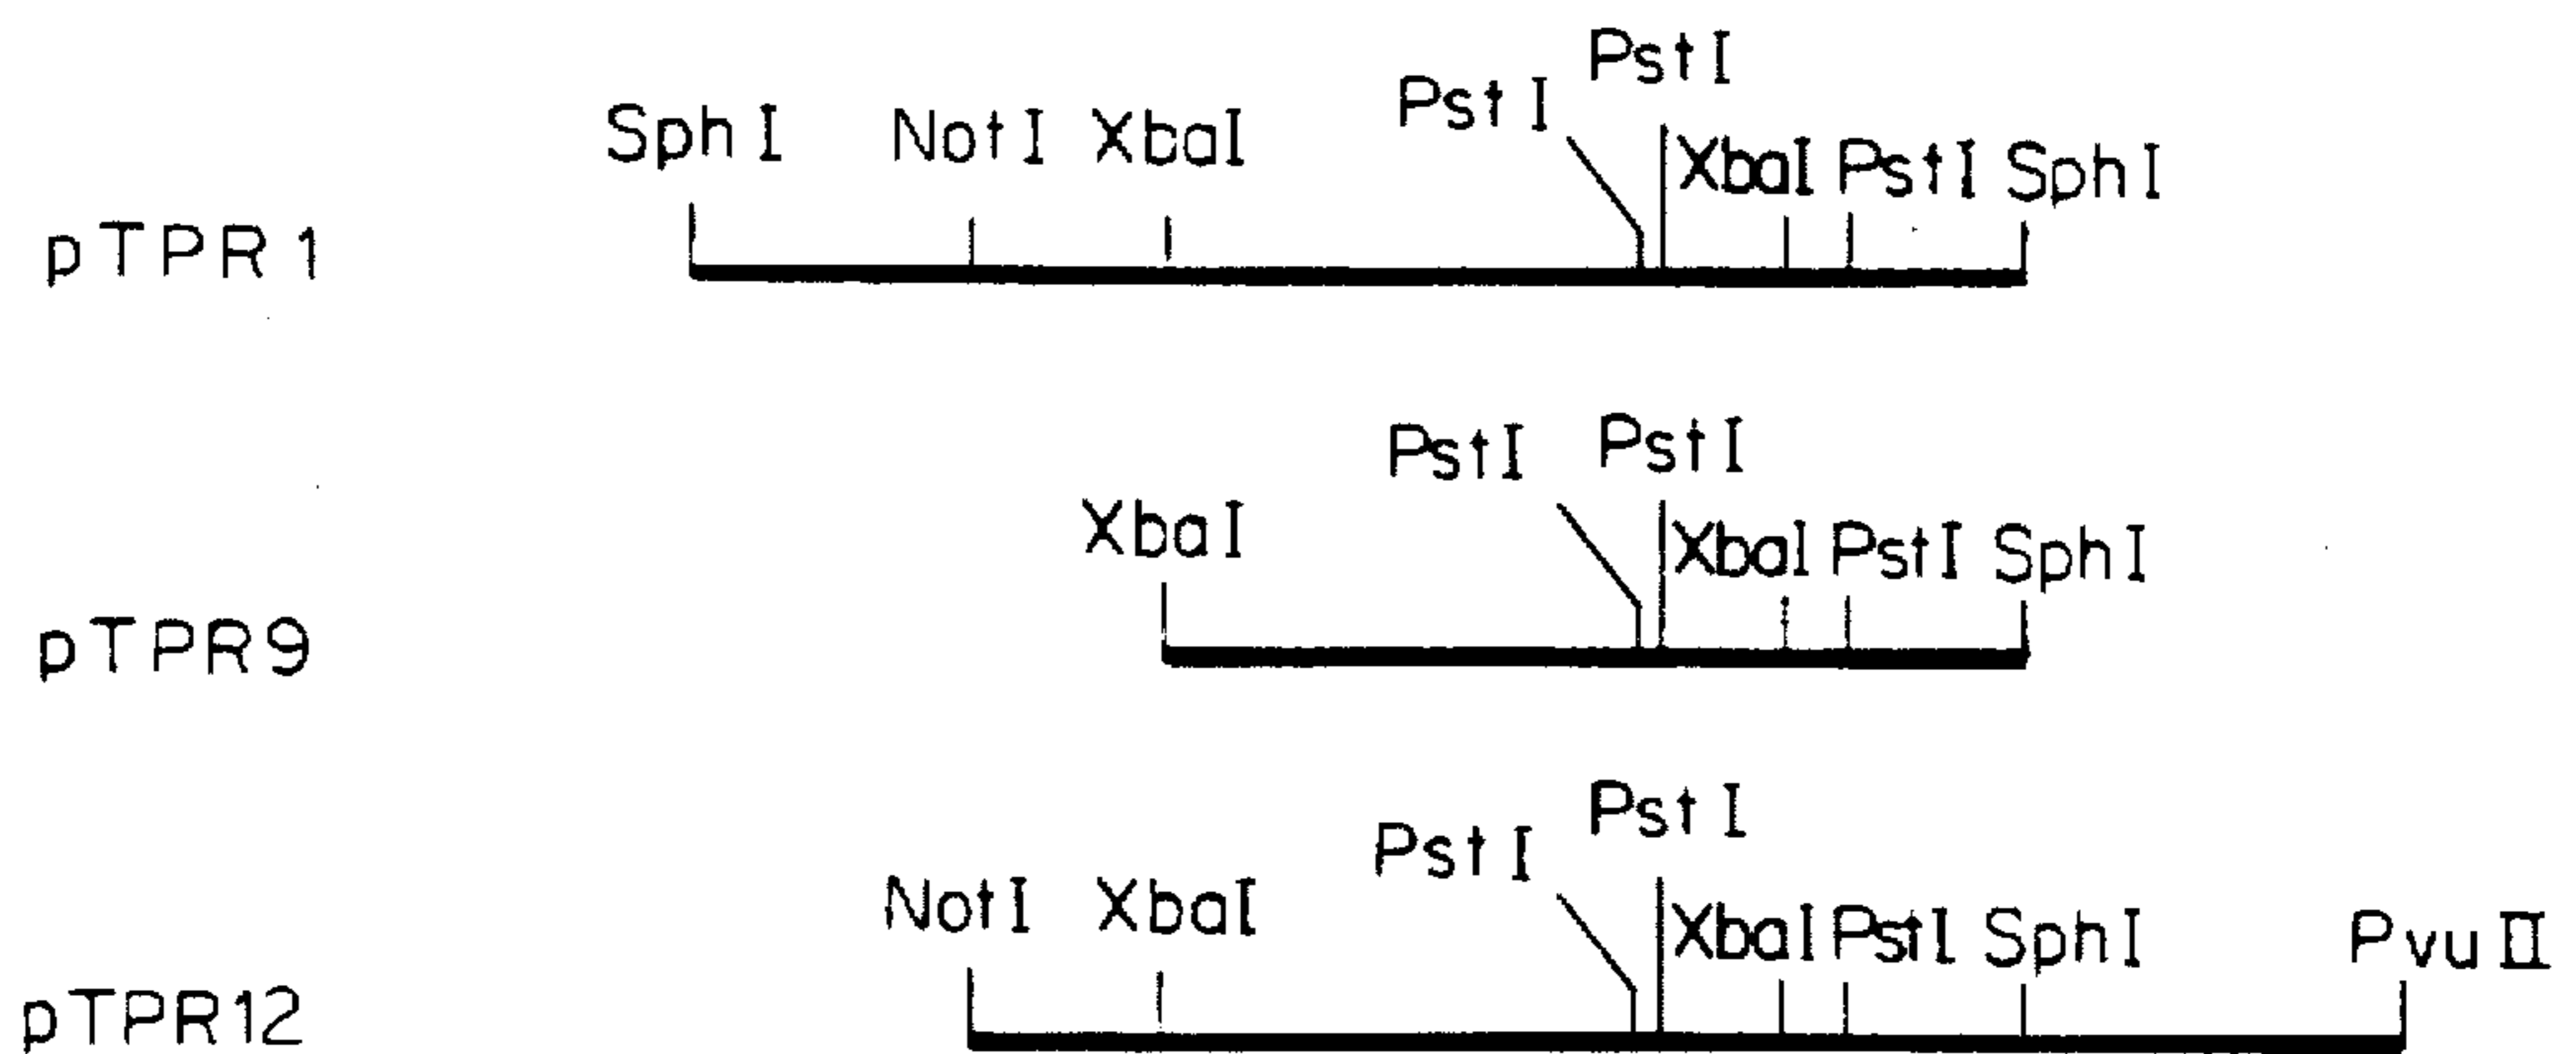 PstI
PstI
SphI NotI XbaI XbaI PstI SphI
pTPR1
PstI PstI
XbaI XbaI PstI SphI
pTPR9
PstI
PstI
NotI XbaI XbaI PstI SphI PvuII
pTPR12